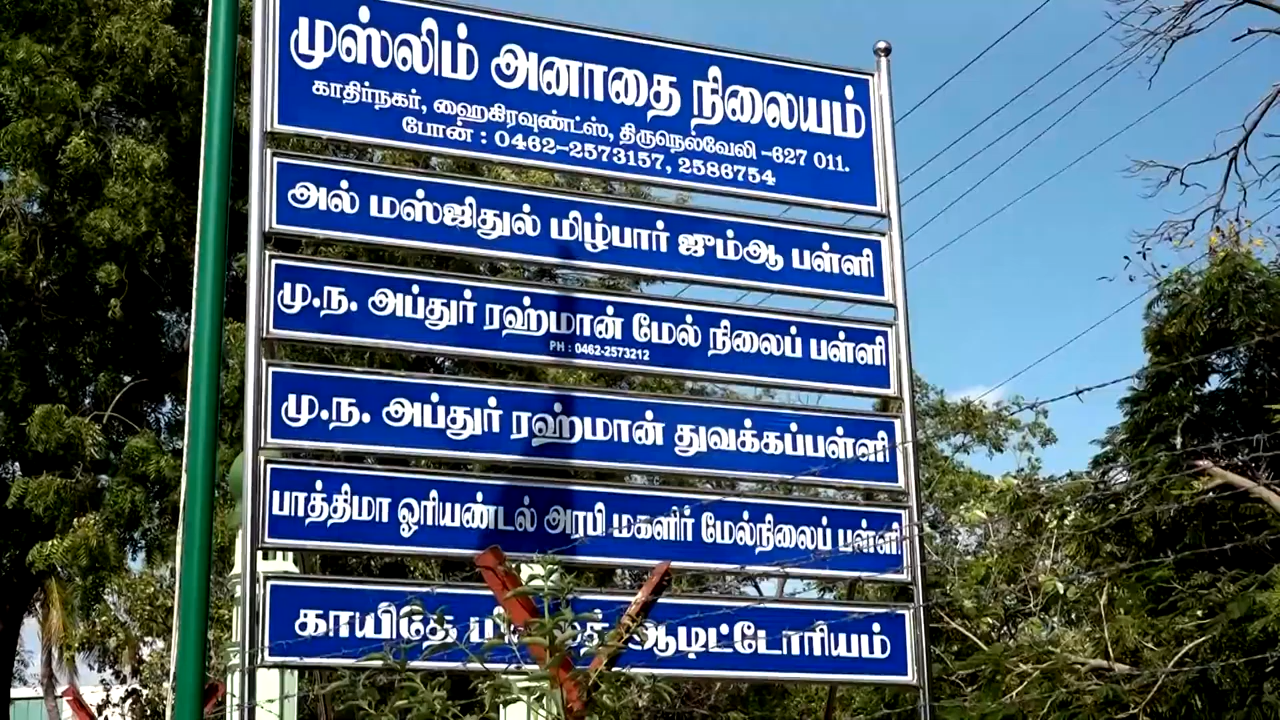 முஸ்லிம் அனாதை நிலையம்
காதிர்நகர், ஹைகிரவுண்ட்ஸ், திருநெல்வேலி -627 011.
போன் : 0462-2573157, 2586754
அல் மஸ்ஜிதுல் மிழ்பார் ஜும்ஆ பள்ளி
மு.ந. அப்துர் ரஹ்மான் மேல் நிலைப் பள்ளி
PH : 0462-2573212
மு.ந. அப்துர் ரஹ்மான் துவக்கப்பள்ளி
பாத்திமா ஓரியண்டல் அரபி மகளிர் மேல்நிலைப் பள்ளி
காயிதே ஆடிட்டோரியம்